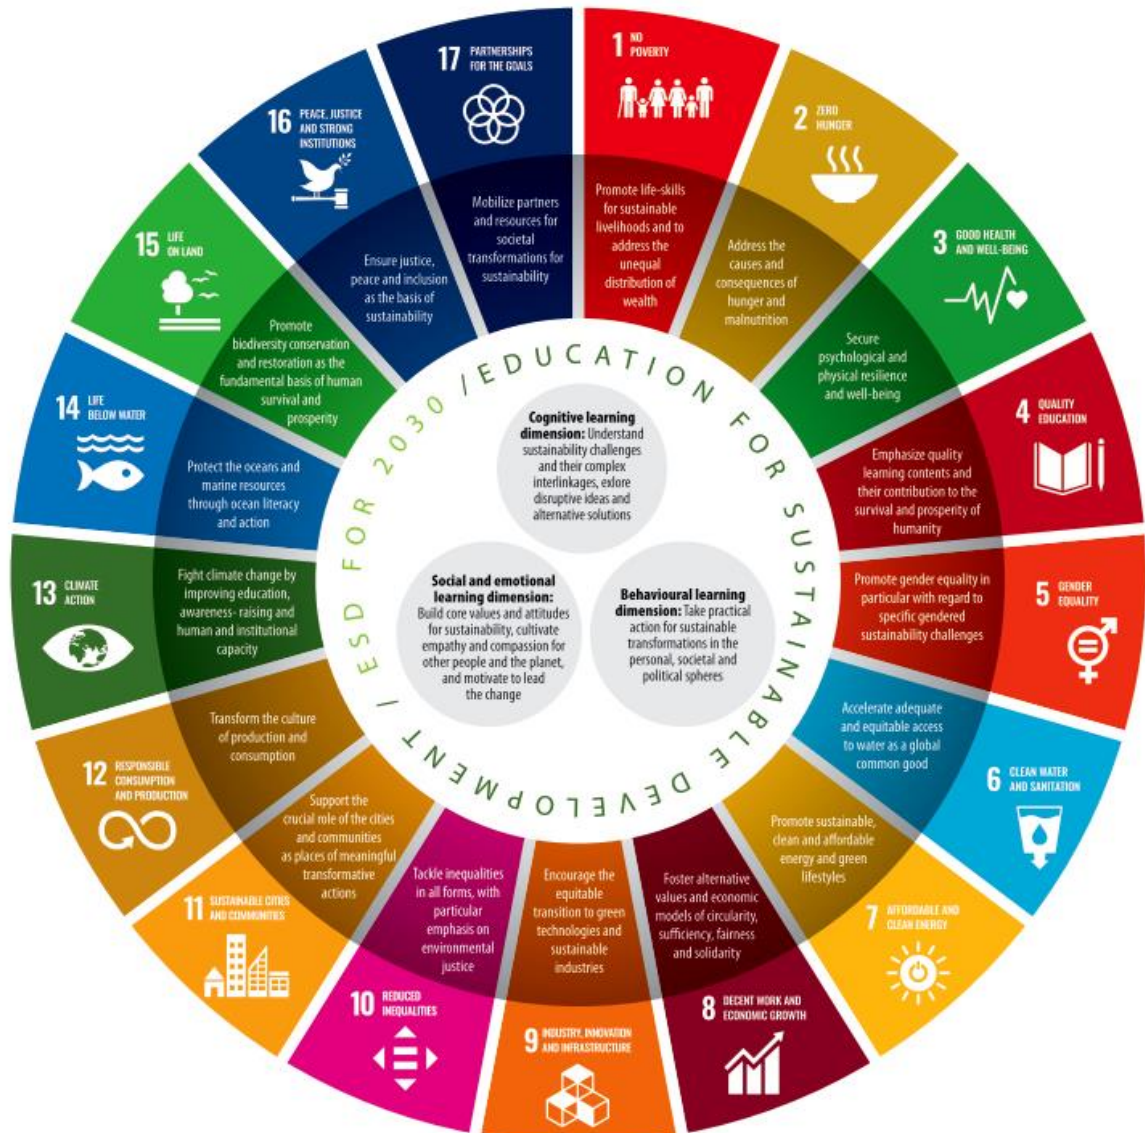 1 NO
POVERTY
Promote life-skills
for sustainable
livelihoods and to
address the
unequal
distribution of
wealth
2 ZERO
HUNGER
Address the
causes and
consequences of
hunger and
malnutrition
3 GOOD HEALTH
AND WELL-BEING
Secure
psychological and
physical resilience
and well-being
4 QUALITY
EDUCATION
Emphasize quality
learning contents and
their contribution to the
survival and prosperity of
humanity
5 GENDER
EQUALITY
Promote gender equality in
particular with regard to
specific gendered
sustainability challenges
6 CLEAN WATER
AND SANITATION
Accelerate adequate
and equitable access
to water as a global
common good
7 AFFORDABLE AND
CLEAN ENERGY
Promote sustainable,
clean and affordable
energy and green
lifestyles
8 DECENT WORK AND
ECONOMIC GROWTH
Foster alternative
values and economic
models of circularity,
sufficiency, fairness
and solidarity
9 INDUSTRY, INNOVATION
AND INFRASTRUCTURE
Encourage the
equitable
transition to green
technologies and
sustainable
industries
10 REDUCED
INEQUALITIES
Tackle inequalities
in all forms, with
particular
emphasis on
environmental
justice
11 SUSTAINABLE CITIES
AND COMMUNITIES
Support the
crucial role of the cities
and communities
as places of meaningful
transformative
actions
12 RESPONSIBLE
CONSUMPTION
AND PRODUCTION
Transform the culture
of production and
consumption
13 CLIMATE
ACTION
Fight climate change by
improving education,
awareness- raising and
human and institutional
capacity
14 LIFE
BELOW WATER
Protect the oceans and
marine resources
through ocean literacy
and action
15 LIFE
ON LAND
Promote
biodiversity conservation
and restoration as the
fundamental basis of human
survival and
prosperity
16 PEACE, JUSTICE
AND STRONG
INSTITUTIONS
Ensure justice,
peace and inclusion
as the basis of
sustainability
17 PARTNERSHIPS
FOR THE GOALS
Mobilize partners
and resources for
societal
transformations for
sustainability
/ EDUCATION FOR SUSTAINABLE DEVELOPMENT / ESD FOR 2030
Cognitive learning
dimension: Understand
sustainability challenges
and their complex
interlinkages, exlore
disruptive ideas and
alternative solutions
Social and emotional
learning dimension:
Build core values and attitudes
for sustainability, cultivate
empathy and compassion for
other people and the planet,
and motivate to lead
the change
Behavioural learning
dimension: Take practical
action for sustainable
transformations in the
personal, societal and
political spheres